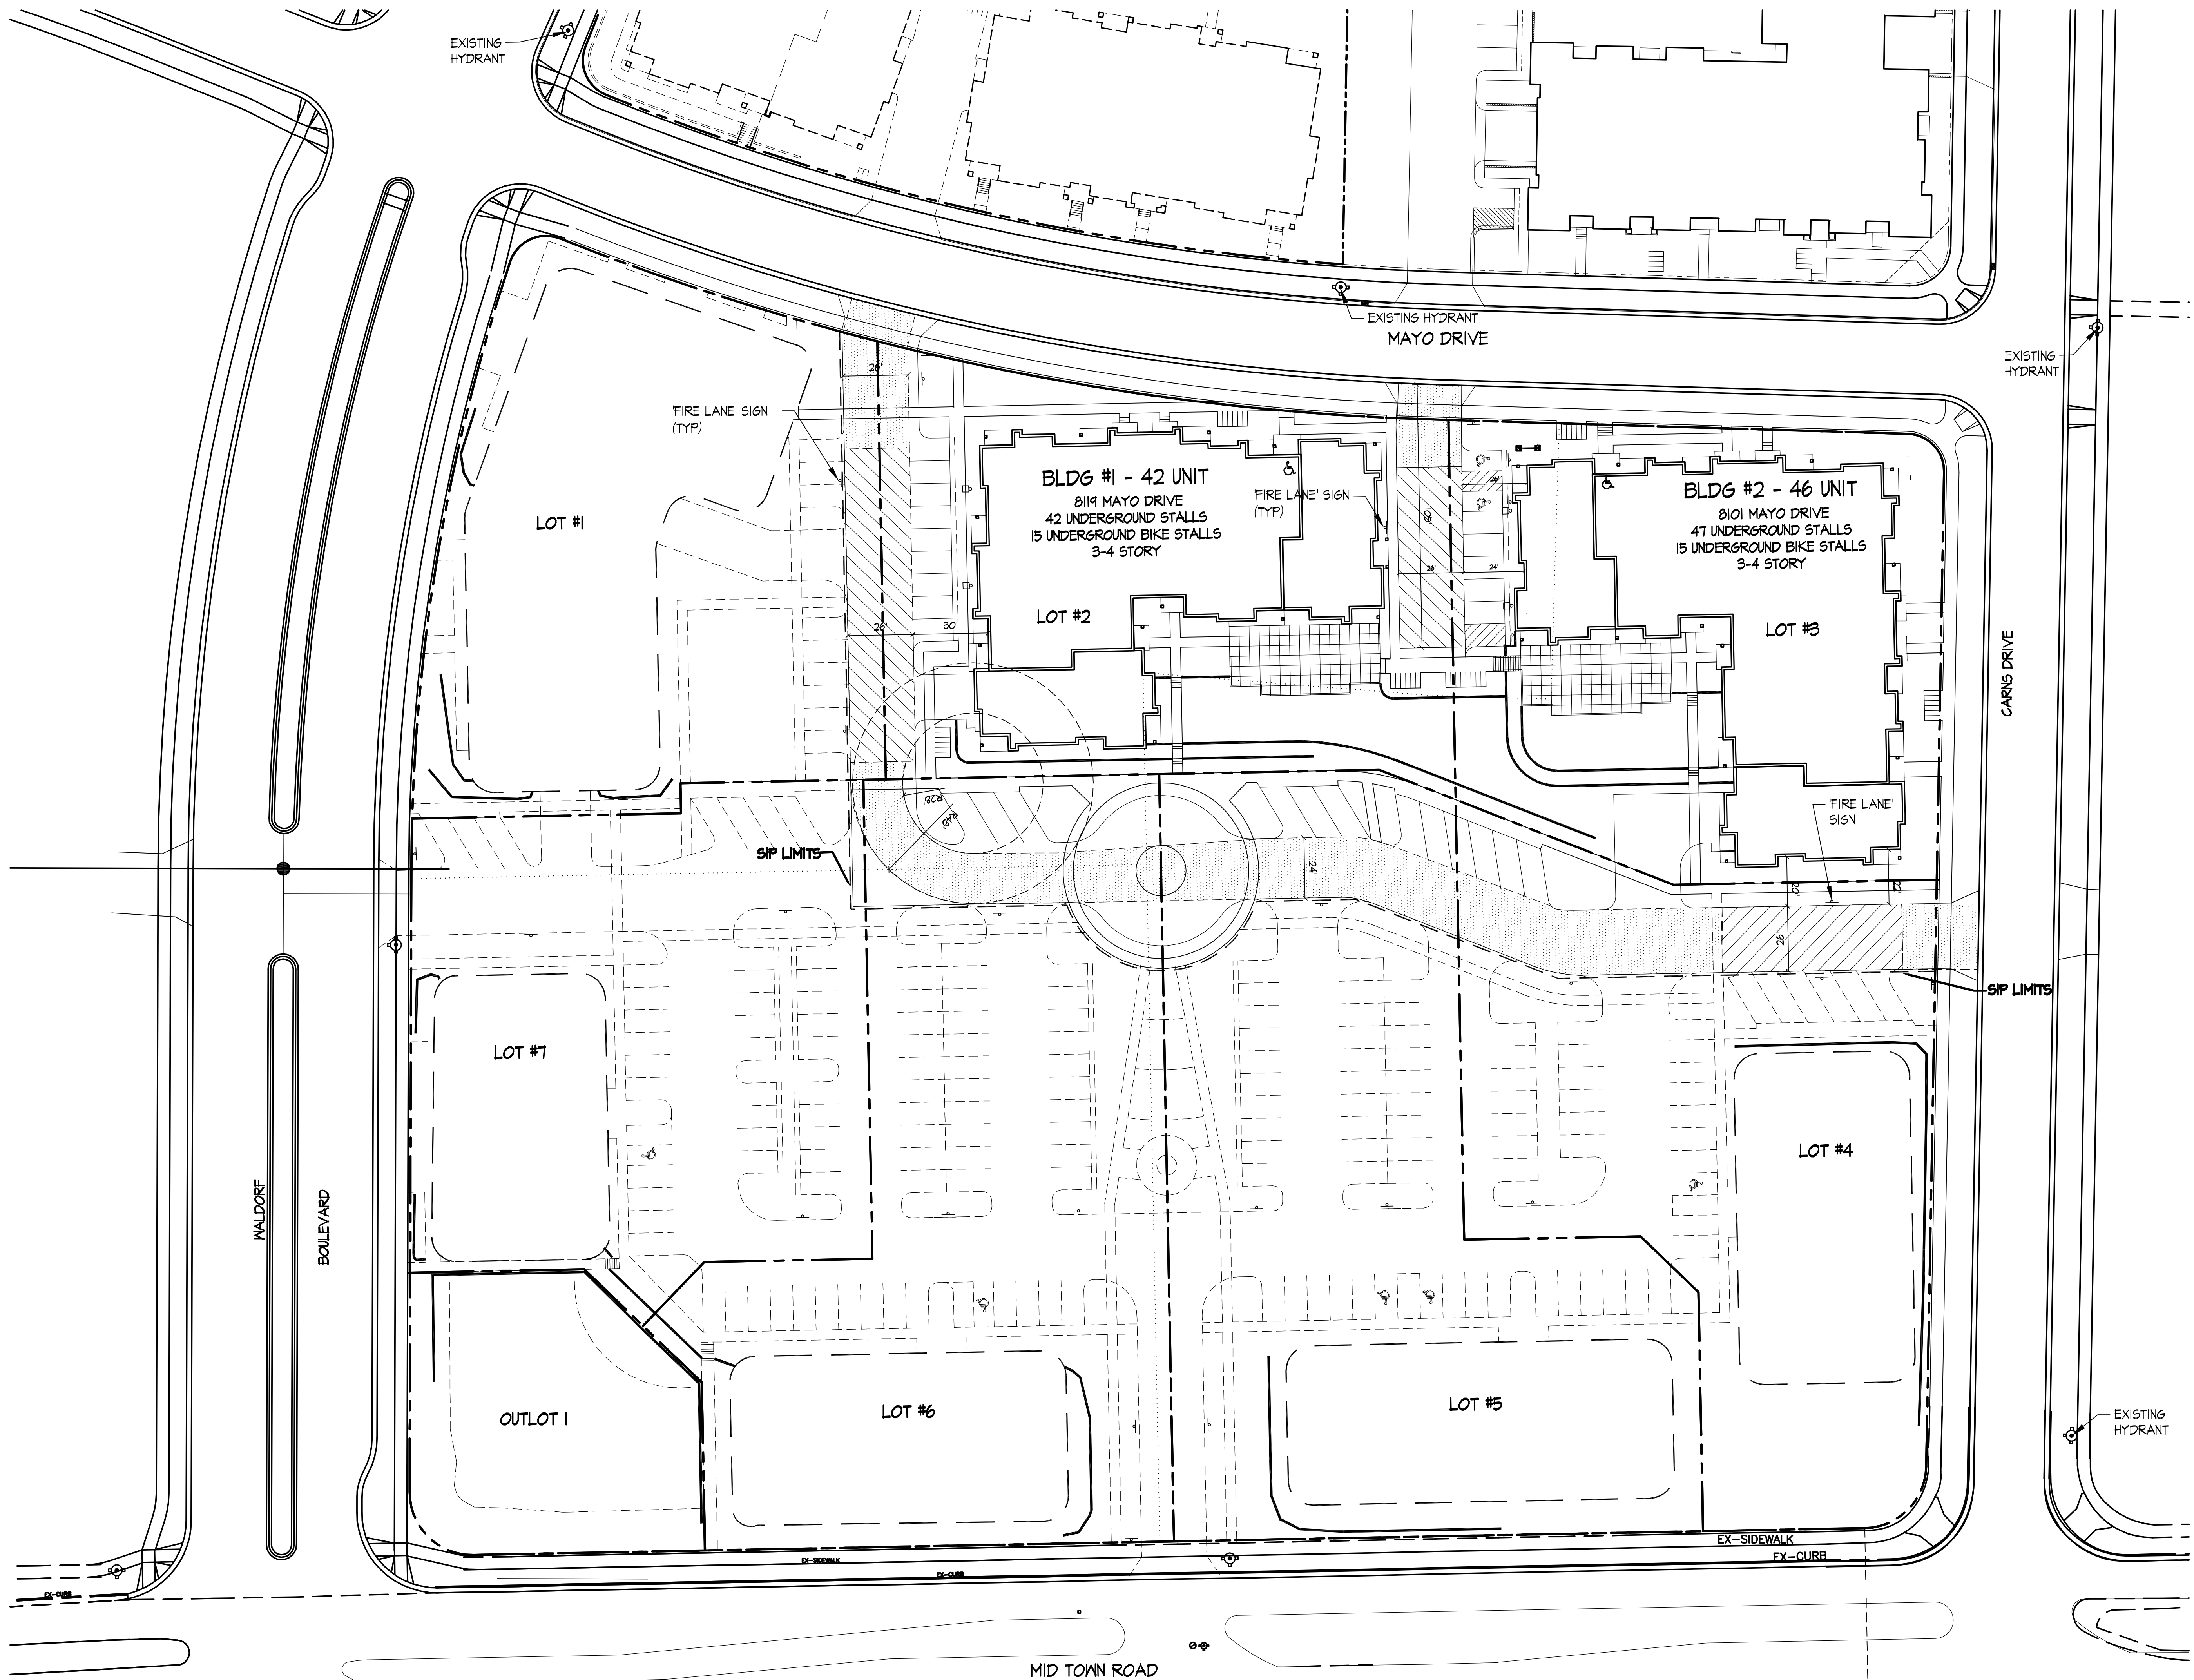 EXISTING
HYDRANT
EXISTING HYDRANT
MAYO DRIVE
EXISTING
HYDRANT
26'
'FIRE LANE' SIGN
(TYP)
BLDG #1 - 42 UNIT
8119 MAYO DRIVE
42 UNDERGROUND STALLS
15 UNDERGROUND BIKE STALLS
3-4 STORY
'FIRE LANE' SIGN
(TYP)
105'
26'
26'
24'
BLDG #2 - 46 UNIT
8101 MAYO DRIVE
47 UNDERGROUND STALLS
15 UNDERGROUND BIKE STALLS
3-4 STORY
LOT #1
LOT #2
LOT #3
26'
30'
CARNS DRIVE
R28'
R48'
SIP LIMITS
24'
'FIRE LANE'
SIGN
20'
22'
26'
SIP LIMITS
LOT #7
LOT #4
WALDORF
BOULEVARD
OUTLOT 1
LOT #6
LOT #5
EXISTING
HYDRANT
EX-SIDEWALK
EX-CURB
EX-SIDEWALK
EX-CURB
EX-CURB
MID TOWN ROAD